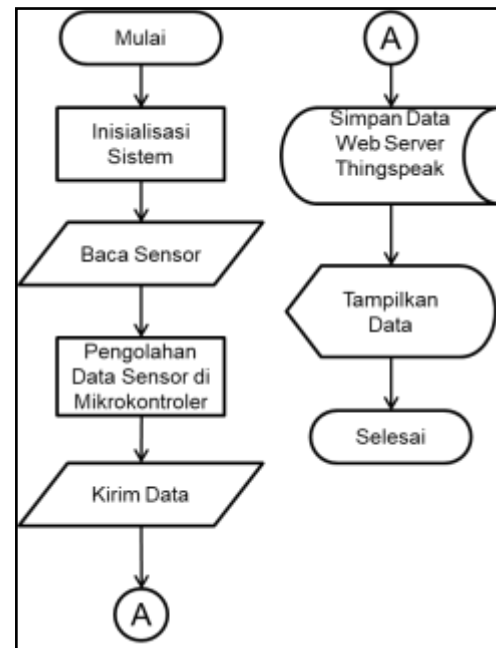 Mulai
Inisialisasi
Sistem
Baca Sensor
Pengolahan
Data Sensor di
Mikrokontroler
Kirim Data
A
A
Simpan Data
Web Server
Thingspeak
Tampilkan
Data
Selesai